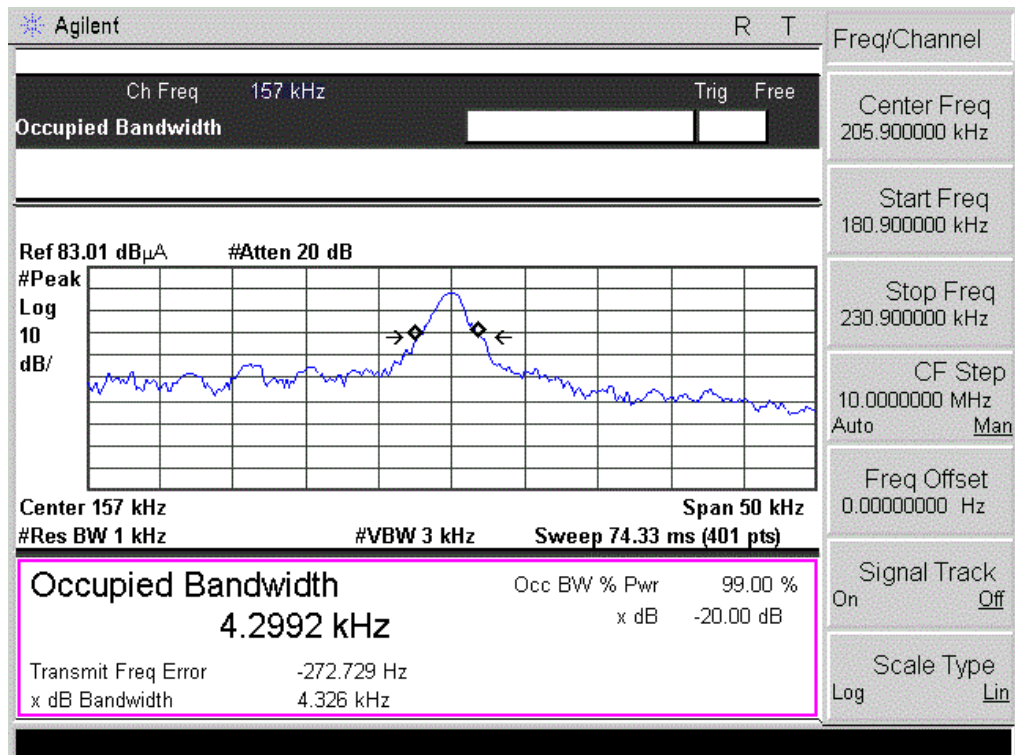 Agilent R T
Ch Freq 157 kHz Trig Free
Occupied Bandwidth
Ref 83.01 dBµA #Atten 20 dB
#Peak
Log
10
dB/
Center 157 kHz Span 50 kHz
#Res BW 1 kHz #VBW 3 kHz Sweep 74.33 ms (401 pts)
Occupied Bandwidth
4.2992 kHz
Occ BW % Pwr 99.00 %
x dB -20.00 dB
Transmit Freq Error -272.729 Hz
x dB Bandwidth 4.326 kHz
Freq/Channel
Center Freq
205.900000 kHz
Start Freq
180.900000 kHz
Stop Freq
230.900000 kHz
CF Step
10.0000000 MHz
Auto Man
Freq Offset
0.00000000 Hz
Signal Track
On Off
Scale Type
Log Lin